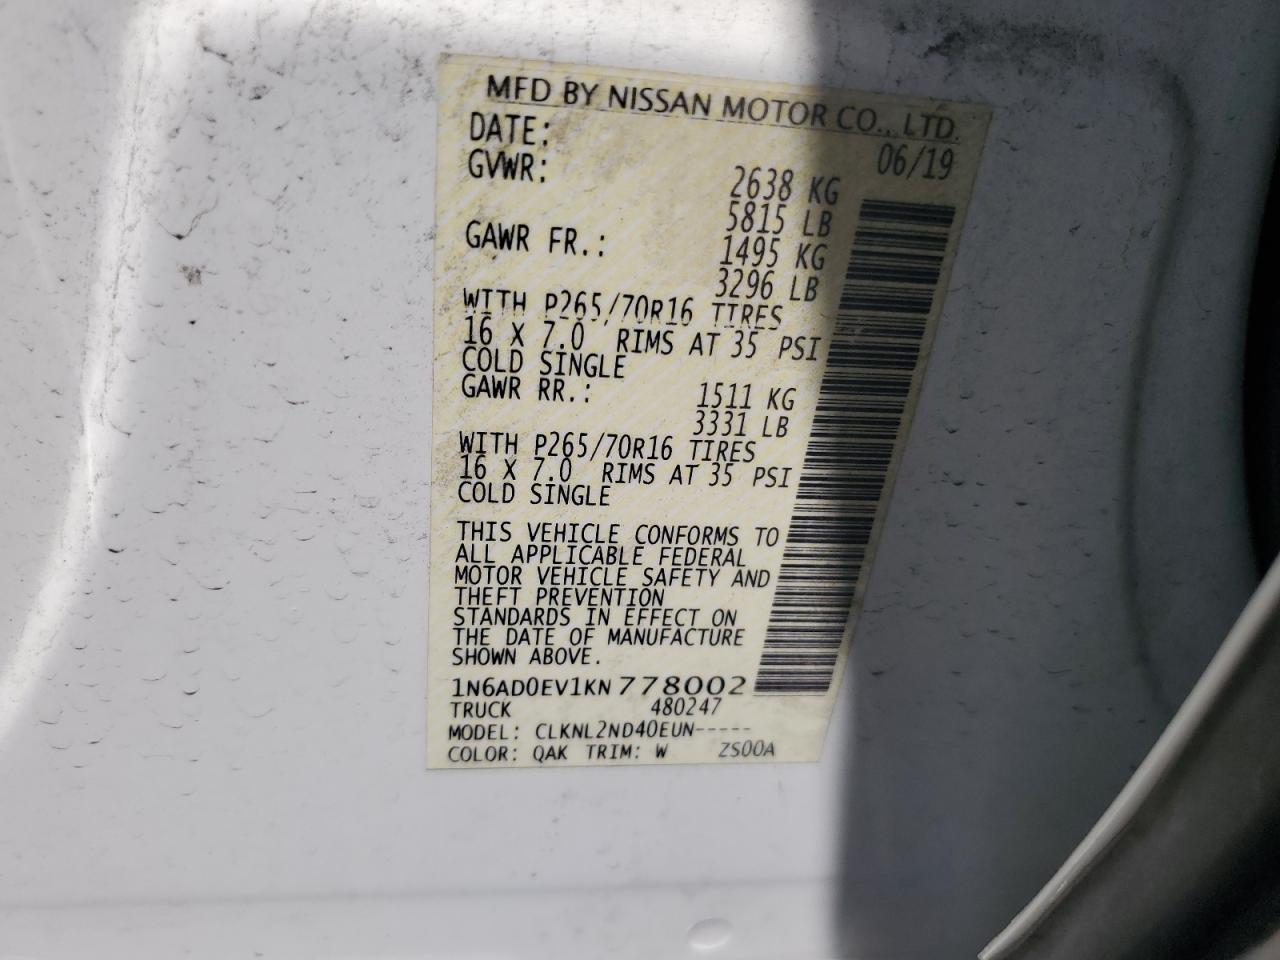 MFD BY NISSAN MOTOR CO., LTD.
DATE: 06/19
GVWR: 2638 KG
5815 LB
GAWR FR.: 1495 KG
3296 LB
WITH P265/70R16 TIRES
16 X 7.0 RIMS AT 35 PSI
COLD SINGLE
GAWR RR.: 1511 KG
3331 LB
WITH P265/70R16 TIRES
16 X 7.0 RIMS AT 35 PSI
COLD SINGLE
THIS VEHICLE CONFORMS TO
ALL APPLICABLE FEDERAL
MOTOR VEHICLE SAFETY AND
THEFT PREVENTION
STANDARDS IN EFFECT ON
THE DATE OF MANUFACTURE
SHOWN ABOVE.
1N6AD0EV1KN778002
TRUCK 480247
MODEL: CLKNL2ND40EUN-----
COLOR: QAK TRIM: W ZS00A